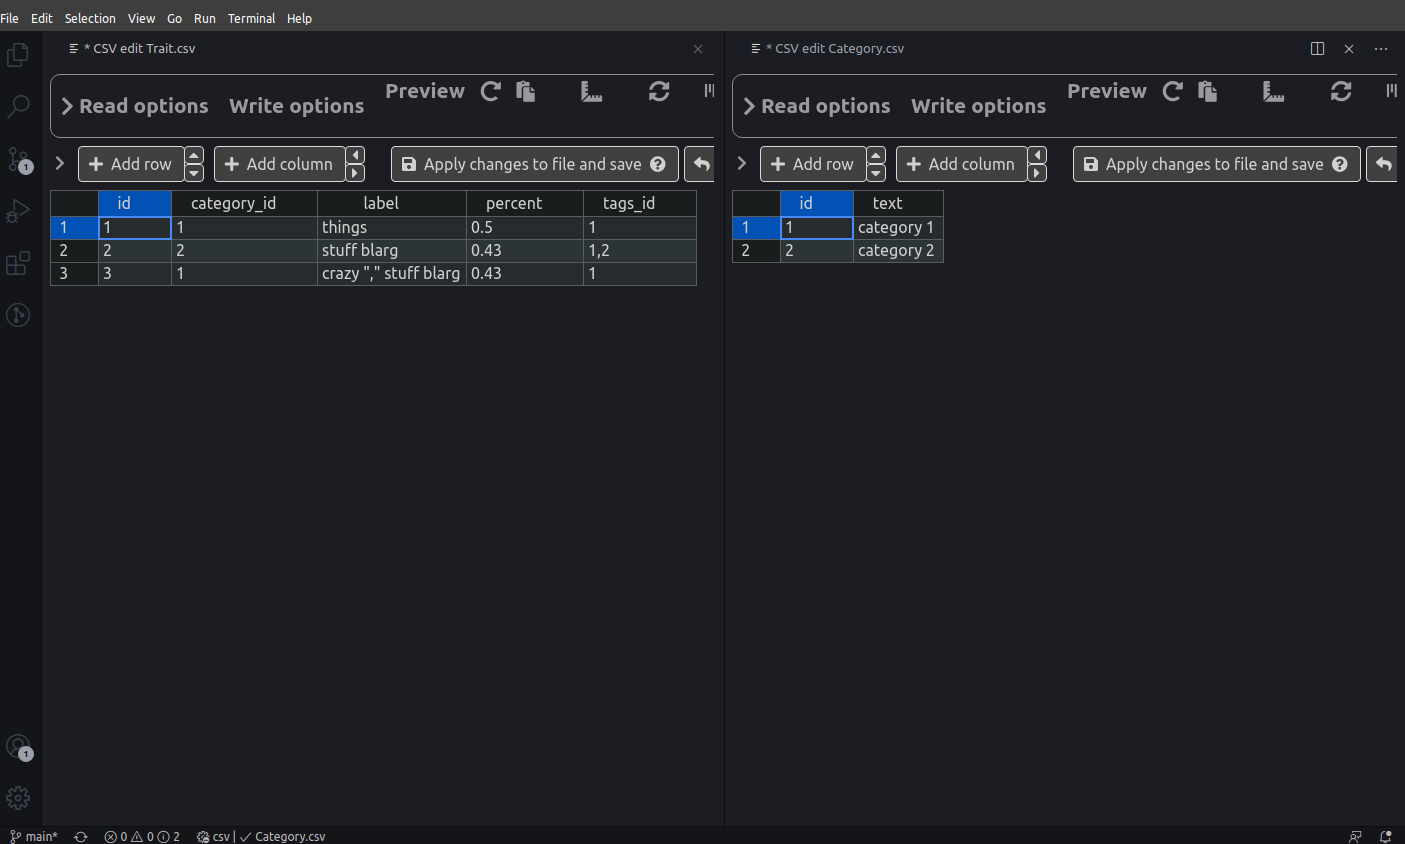 File Edit Selection View Go Run Terminal Help
* CSV edit Trait.csv
Read options Write options Preview
Add row Add column Apply changes to file and save
id category_id label percent tags_id
1 1 1 things 0.5 1
2 2 2 stuff blarg 0.43 1,2
3 3 1 crazy "," stuff blarg 0.43 1
* CSV edit Category.csv
Read options Write options Preview
Add row Add column Apply changes to file and save
id text
1 1 category 1
2 2 category 2
1
1
main* 0 0 2 csv | Category.csv